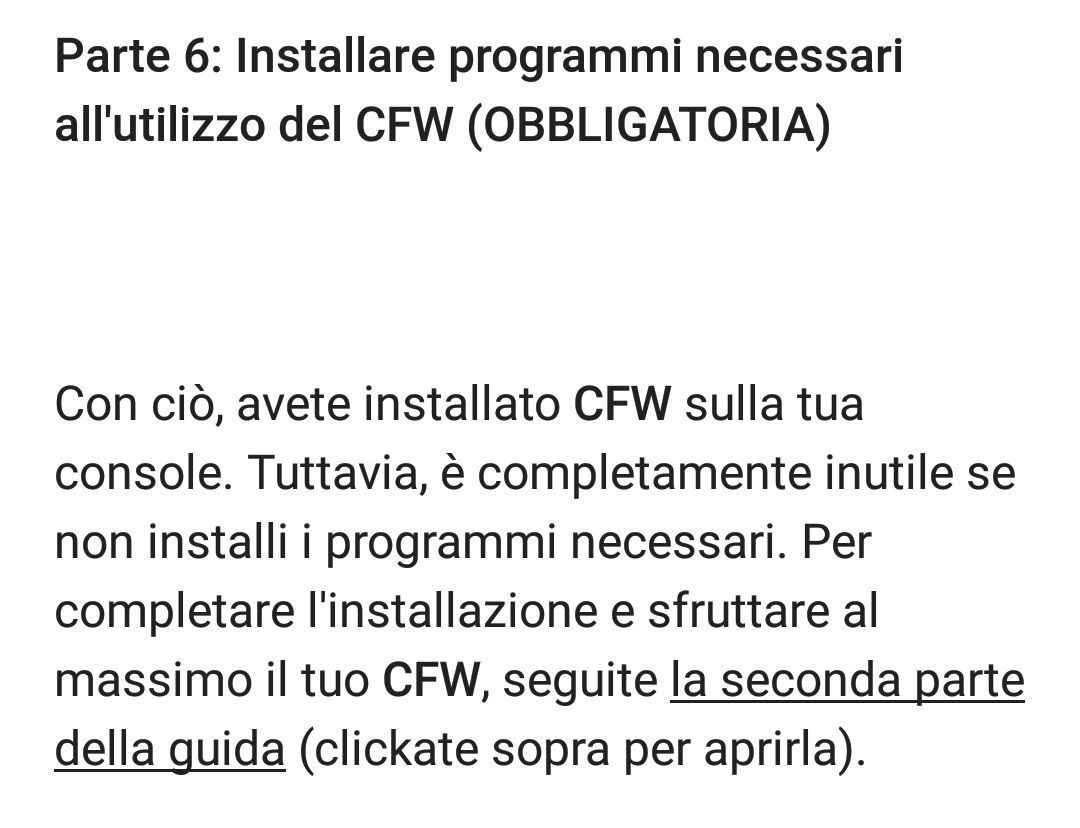 Parte 6: Installare programmi necessari
all'utilizzo del CFW (OBBLIGATORIA)
Con ciò, avete installato CFW sulla tua
console. Tuttavia, è completamente inutile se
non installi i programmi necessari. Per
completare l'installazione e sfruttare al
massimo il tuo CFW, seguite la seconda parte
della guida (clickate sopra per aprirla).